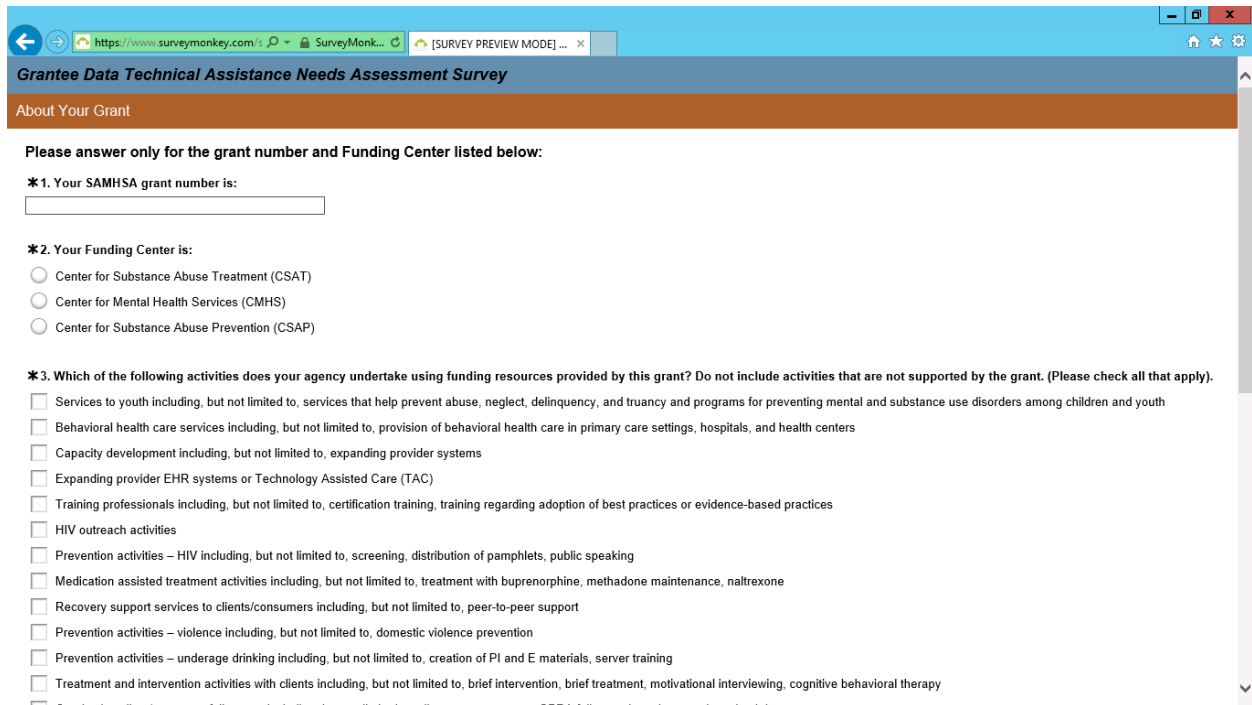 https://www.surveymonkey.com/s
SurveyMonk...
[SURVEY PREVIEW MODE] ...
Grantee Data Technical Assistance Needs Assessment Survey
About Your Grant
Please answer only for the grant number and Funding Center listed below:
*1. Your SAMHSA grant number is:
*2. Your Funding Center is:
Center for Substance Abuse Treatment (CSAT)
Center for Mental Health Services (CMHS)
Center for Substance Abuse Prevention (CSAP)
*3. Which of the following activities does your agency undertake using funding resources provided by this grant? Do not include activities that are not supported by the grant. (Please check all that apply).
Services to youth including, but not limited to, services that help prevent abuse, neglect, delinquency, and truancy and programs for preventing mental and substance use disorders among children and youth
Behavioral health care services including, but not limited to, provision of behavioral health care in primary care settings, hospitals, and health centers
Capacity development including, but not limited to, expanding provider systems
Expanding provider EHR systems or Technology Assisted Care (TAC)
Training professionals including, but not limited to, certification training, training regarding adoption of best practices or evidence-based practices
HIV outreach activities
Prevention activities – HIV including, but not limited to, screening, distribution of pamphlets, public speaking
Medication assisted treatment activities including, but not limited to, treatment with buprenorphine, methadone maintenance, naltrexone
Recovery support services to clients/consumers including, but not limited to, peer-to-peer support
Prevention activities – violence including, but not limited to, domestic violence prevention
Prevention activities – underage drinking including, but not limited to, creation of PI and E materials, server training
Treatment and intervention activities with clients including, but not limited to, brief intervention, brief treatment, motivational interviewing, cognitive behavioral therapy